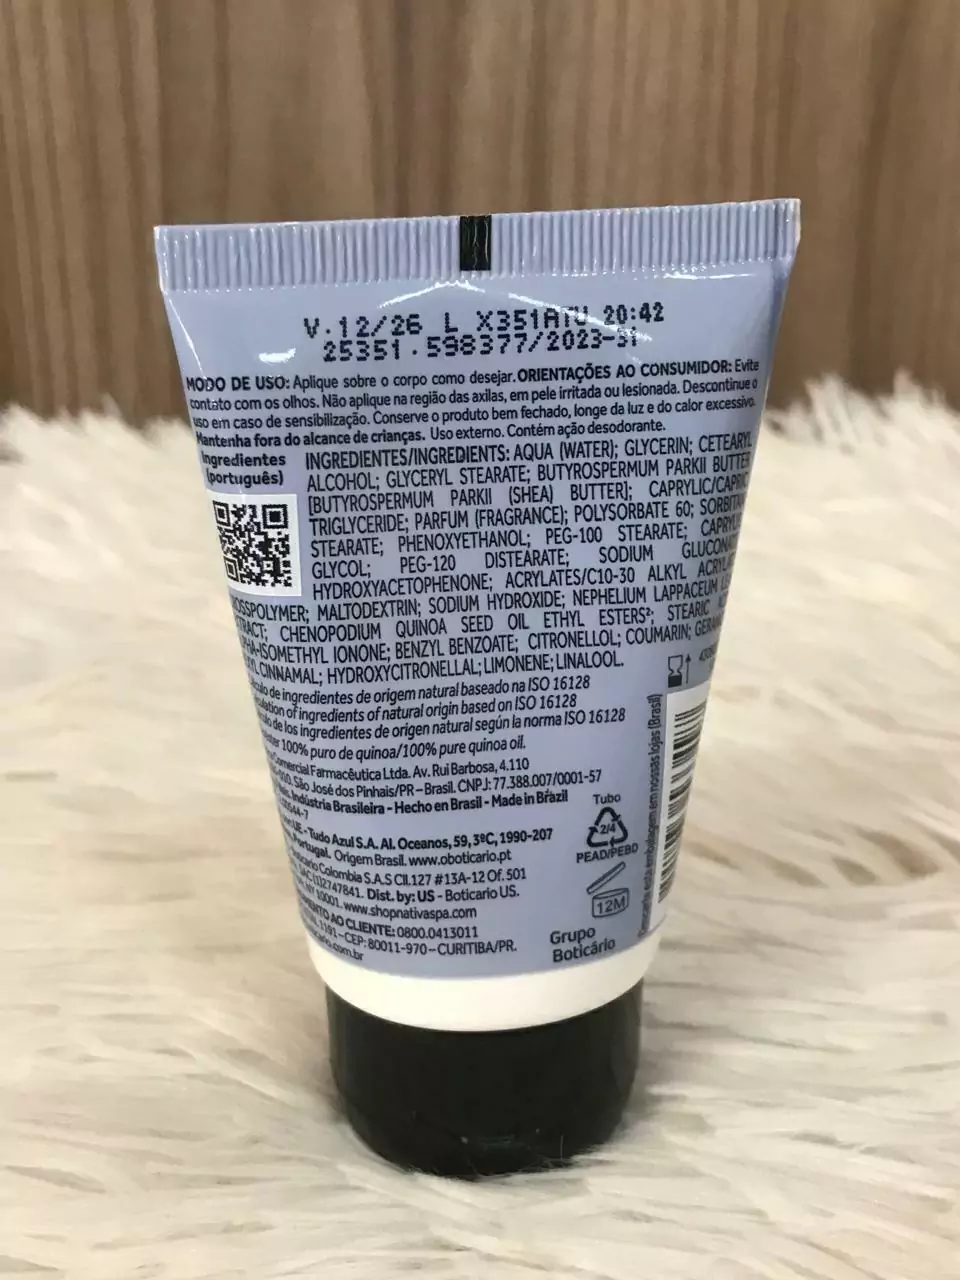 V.12/26 L X351ATU 20:42
25351.598377/2023-31
MODO DE USO: Aplique sobre o corpo como desejar. ORIENTAÇÕES AO CONSUMIDOR: Evite
contato com os olhos. Não aplique na região das axilas, em pele irritada ou lesionada. Descontinue o
uso em caso de sensibilização. Conserve o produto bem fechado, longe da luz e do calor excessivo.
Mantenha fora do alcance de crianças. Uso externo. Contém ação desodorante.
Ingredientes
(português)
INGREDIENTES/INGREDIENTS: AQUA (WATER); GLYCERIN; CETEARYL
ALCOHOL; GLYCERYL STEARATE; BUTYROSPERMUM PARKII BUTTER
[BUTYROSPERMUM PARKII (SHEA) BUTTER]; CAPRYLIC/CAPRIC
TRIGLYCERIDE; PARFUM (FRAGRANCE); POLYSORBATE 60; SORBITAN
STEARATE; PHENOXYETHANOL; PEG-100 STEARATE; CAPRYLYL
GLYCOL; PEG-120 DISTEARATE; SODIUM GLUCONATE
HYDROXYACETOPHENONE; ACRYLATES/C10-30 ALKYL
MALTODEXTRIN; SODIUM HYDROXIDE; NEPHELIUM LAPPACEUM
CHENOPODIUM QUINOA SEED OIL ETHYL ESTERS²; STEARIC
IONONE; BENZYL BENZOATE; CITRONELLOL; COUMARIN;
CINNAMAL; HYDROXYCITRONELLAL; LIMONENE; LINALOOL.
de ingredientes de origem natural baseado na ISO 16128
of ingredients of natural origin based on ISO 16128
de los ingredientes de origen natural según la norma ISO 16128
100% puro de quinoa/100% pure quinoa oil.
Comercial Farmacêutica Ltda. Av. Rui Barbosa, 4.110
São José dos Pinhais/PR – Brasil. CNPJ: 77.388.007/0001-57
Indústria Brasileira - Hecho en Brasil - Made in Brazil
- Tudo Azul S.A. Al. Oceanos, 59, 3ºC, 1990-207
Portugal. Origem Brasil. www.oboticario.pt
Colombia S.A.S Cll.127 #13A-12 Of. 501
Dist. by: US - Boticario US.
NY 10001. www.shopnativaspa.com
AO CLIENTE: 0800.0413011
CEP: 80011-970 – CURITIBA/PR.
Tubo
2/4
PEAD/PEBD
12M
Grupo
Boticário
esta embalagem em nossas lojas (Brasil)